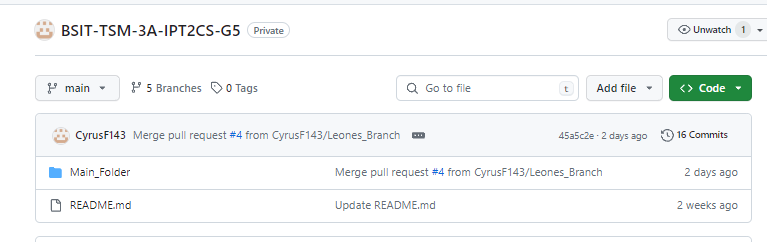 BSIT-TSM-3A-IPT2CS-G5 Private Unwatch 1
main 5 Branches 0 Tags Go to file t Add file Code
CyrusF143 Merge pull request #4 from CyrusF143/Leones_Branch 45a5c2e · 2 days ago 16 Commits
Main_Folder Merge pull request #4 from CyrusF143/Leones_Branch 2 days ago
README.md Update README.md 2 weeks ago